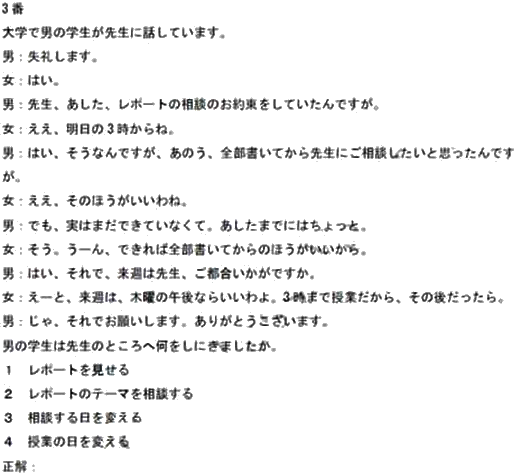 3番
大学で男の学生が先生に話しています。
男：失礼します。
女：はい。
男：先生、あした、レポートの相談のお約束をしていたんですが。
女：ええ、明日の3時からね。
男：はい、そうなんですが、あのう、全部書いてから先生にご相談したいと思ったんです
が。
女：ええ、そのほうがいいわね。
男：でも、実はまだできていなくて。あしたまでにはちょっと。
女：そう。うーん、できれば全部書いてからのほうがいいから。
男：はい、それで、来週は先生、ご都合いかがですか。
女：えーと、来週は、木曜の午後ならいいわよ。3時まで授業だから、その後だったら。
男：じゃ、それでお願いします。ありがとうございます。
男の学生は先生のところへ何をしにきましたか。
1　レポートを見せる
2　レポートのテーマを相談する
3　相談する日を変える
4　授業の日を変える
正解：